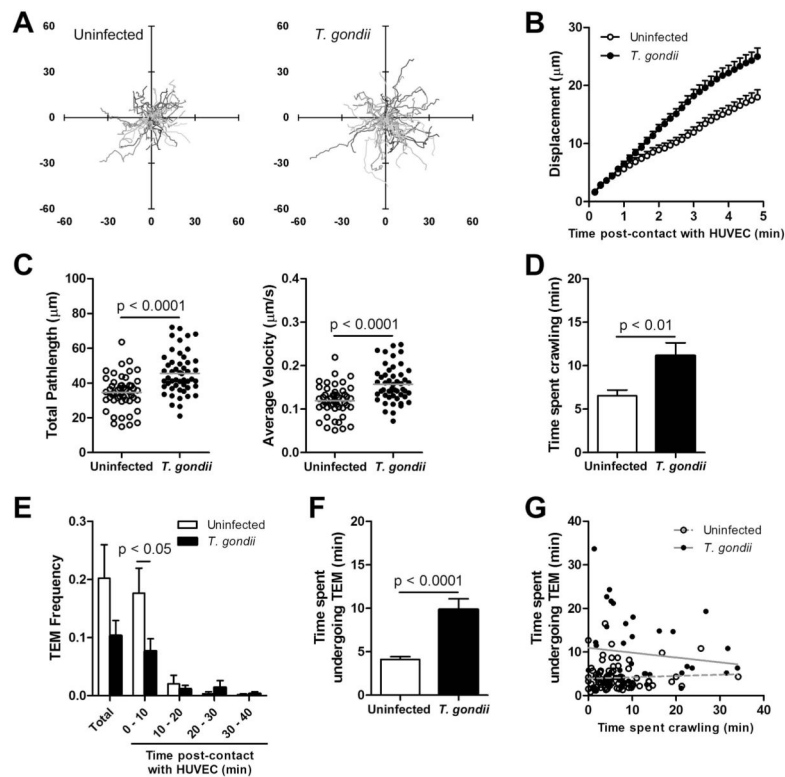 A
Uninfected
T. gondii
60
30
0
-30
-60
-60
-30
0
30
60
60
30
0
-30
-60
-60
-30
0
30
60
B
Uninfected
T. gondii
Displacement (μm)
30
20
10
0
0
1
2
3
4
5
Time post-contact with HUVEC (min)
C
Total Pathlength (μm)
100
80
60
40
20
0
p < 0.0001
Uninfected
T. gondii
Average Velocity (μm/s)
0.4
0.3
0.2
0.1
0.0
p < 0.0001
Uninfected
T. gondii
D
Time spent crawling (min)
20
15
10
5
0
p < 0.01
Uninfected
T. gondii
E
Uninfected
T. gondii
TEM Frequency
0.3
0.2
0.1
0.0
p < 0.05
Total
0 - 10
10 - 20
20 - 30
30 - 40
Time post-contact
with HUVEC (min)
F
Time spent
undergoing TEM (min)
20
15
10
5
0
p < 0.0001
Uninfected
T. gondii
G
Uninfected
T. gondii
Time spent
undergoing TEM (min)
40
30
20
10
0
0
10
20
30
40
Time spent crawling (min)